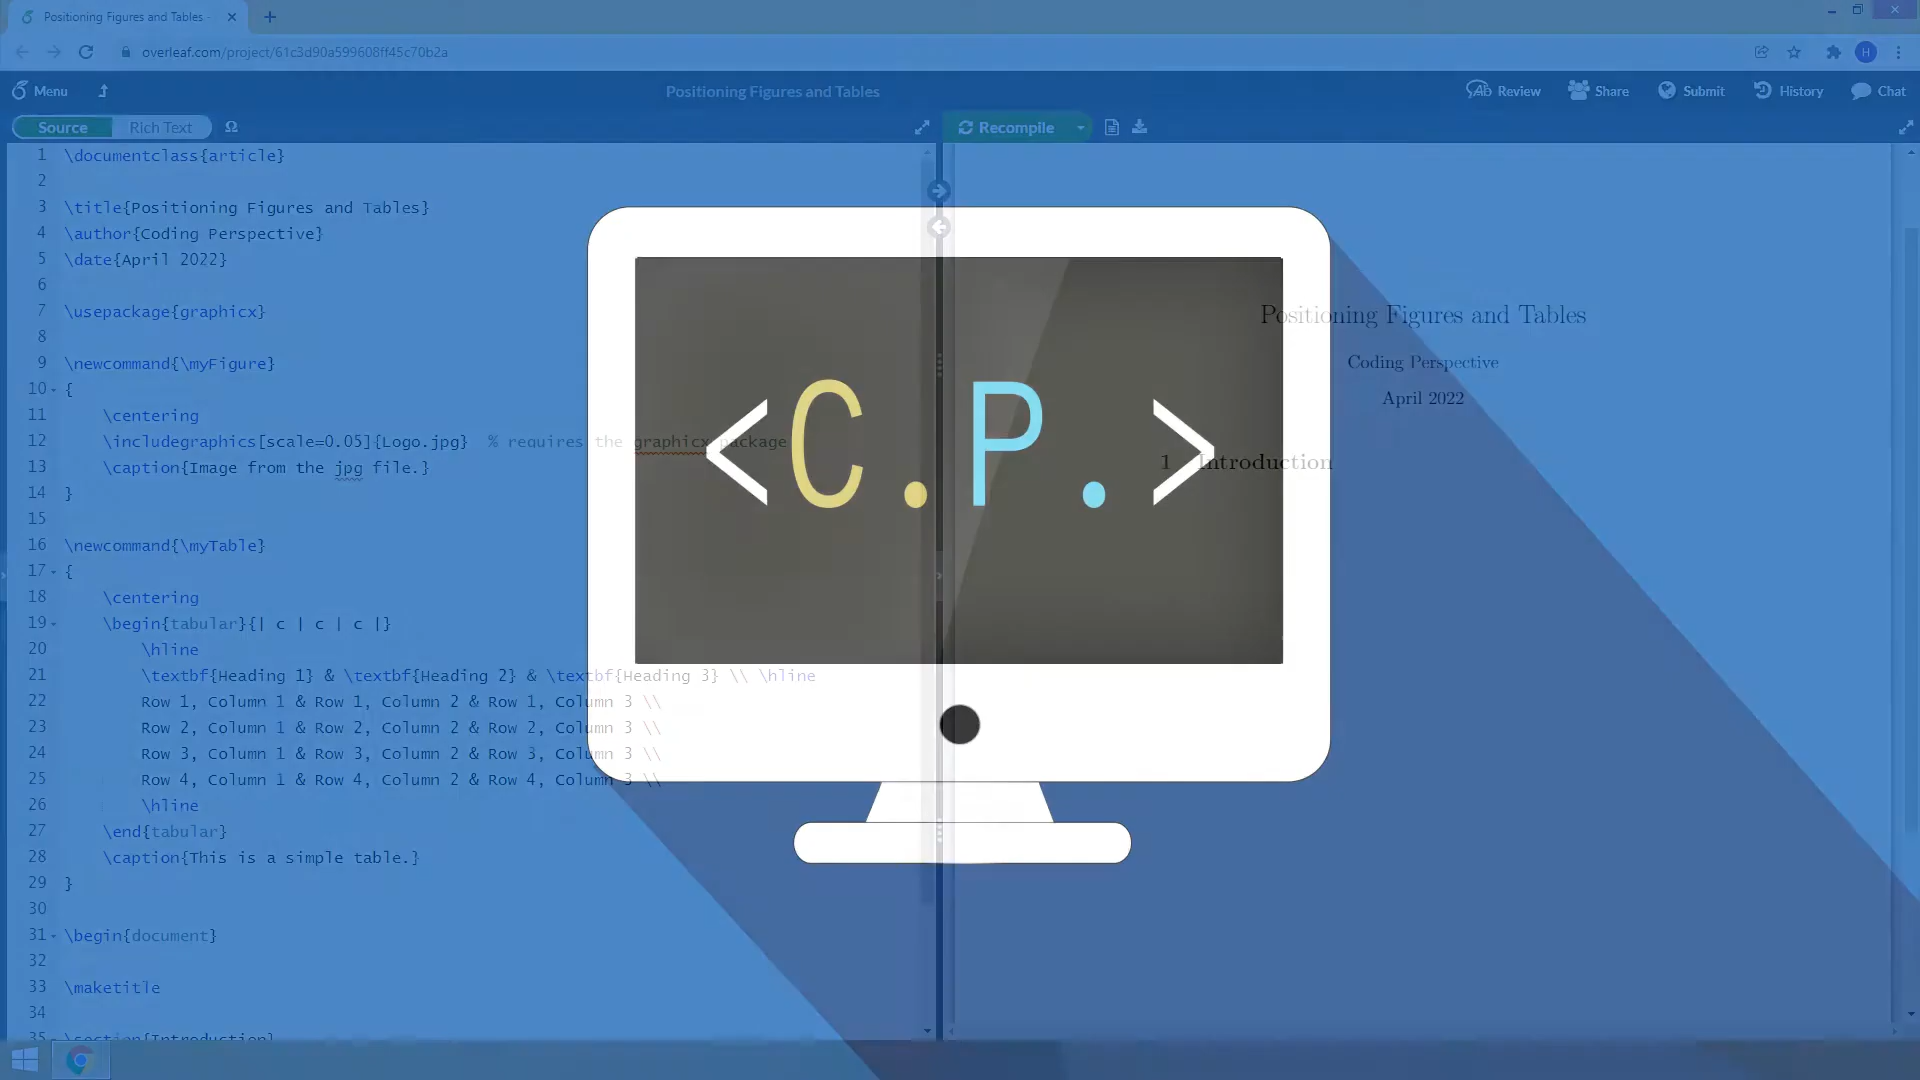 Positioning Figures and Tables
overleaf.com/project/61c3d90a599608ff45c70b2a
H
Menu
Positioning Figures and Tables
Review
Share
Submit
History
Chat
Source
Rich Text
Ω
Recompile
1 \documentclass{article}
2
3 \title{Positioning Figures and Tables}
4 \author{Coding Perspective}
5 \date{April 2022}
6
7 \usepackage{graphicx}
8
9 \newcommand{\myFigure}
10 {
11 \centering
12 \includegraphics[scale=0.05]{Logo.jpg} % requires the graphicx package
13 \caption{Image from the jpg file.}
14 }
15
16 \newcommand{\myTable}
17 {
18 \centering
19 \begin{tabular}{| c | c | c |}
20 \hline
21 \textbf{Heading 1} & \textbf{Heading 2} & \textbf{Heading 3} \\ \hline
22 Row 1, Column 1 & Row 1, Column 2 & Row 1, Column 3 \\
23 Row 2, Column 1 & Row 2, Column 2 & Row 2, Column 3 \\
24 Row 3, Column 1 & Row 3, Column 2 & Row 3, Column 3 \\
25 Row 4, Column 1 & Row 4, Column 2 & Row 4, Column 3 \\
26 \hline
27 \end{tabular}
28 \caption{This is a simple table.}
29 }
30
31 \begin{document}
32
33 \maketitle
34
35 \section{Introduction}
<C.P.>
Positioning Figures and Tables
Coding Perspective
April 2022
1 Introduction